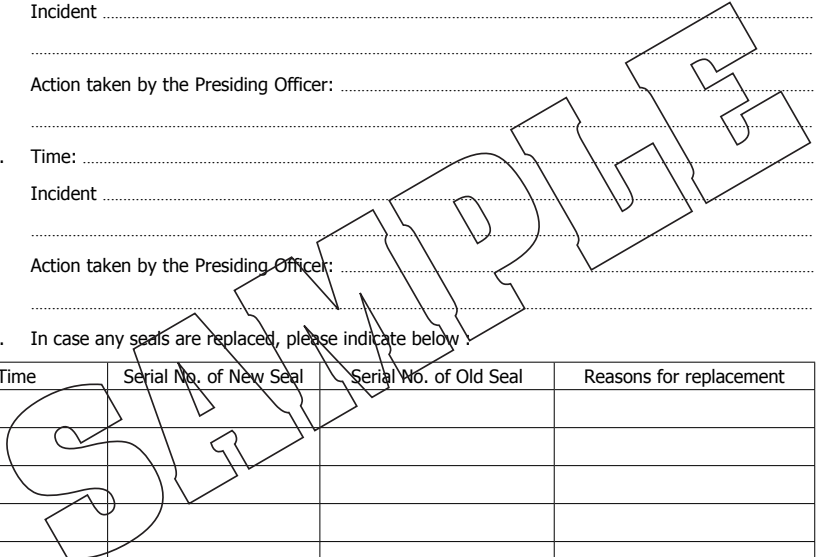 Incident
Action taken by the Presiding Officer:
. Time:
Incident
Action taken by the Presiding Officer:
. In case any seals are replaced, please indicate below :
Time Serial No. of New Seal Serial No. of Old Seal Reasons for replacement
SAMPLE